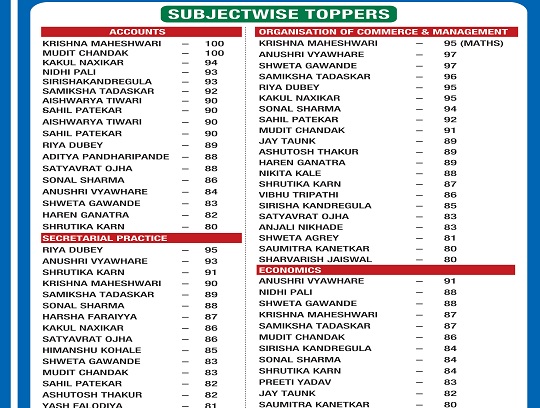 SUBJECTWISE TOPPERS
ACCOUNTS
KRISHNA MAHESHWARI – 100
MUDIT CHANDAK – 100
KAKUL NAXIKAR – 94
NIDHI PALI – 93
SIRISHAKANDREGULA – 93
SAMIKSHA TADASKAR – 92
AISHWARYA TIWARI – 90
SAHIL PATEKAR – 90
AISHWARYA TIWARI – 90
SAHIL PATEKAR – 90
RIYA DUBEY – 89
ADITYA PANDHARIPANDE – 88
SATYAVRAT OJHA – 88
SONAL SHARMA – 86
ANUSHRI VYAWHARE – 84
SHWETA GAWANDE – 83
HAREN GANATRA – 82
SHRUTIKA KARN – 80
SECRETARIAL PRACTICE
RIYA DUBEY – 95
ANUSHRI VYAWHARE – 93
SHRUTIKA KARN – 91
KRISHNA MAHESHWARI – 90
SAMIKSHA TADASKAR – 89
SONAL SHARMA – 88
HARSHA FARAIYYA – 87
KAKUL NAXIKAR – 86
SATYAVRAT OJHA – 86
HIMANSHU KOHALE – 85
SHWETA GAWANDE – 83
MUDIT CHANDAK – 83
SAHIL PATEKAR – 82
ASHUTOSH THAKUR – 82
YASH FALODIYA – 81
ORGANISATION OF COMMERCE & MANAGEMENT
KRISHNA MAHESHWARI – 95 (MATHS)
ANUSHRI VYAWHARE – 97
SHWETA GAWANDE – 97
SAMIKSHA TADASKAR – 96
RIYA DUBEY – 95
KAKUL NAXIKAR – 95
SONAL SHARMA – 94
SAHIL PATEKAR – 92
MUDIT CHANDAK – 91
JAY TAUNK – 89
ASHUTOSH THAKUR – 89
HAREN GANATRA – 89
NIKITA KALE – 88
SHRUTIKA KARN – 87
VIBHU TRIPATHI – 86
SIRISHA KANDREGULA – 85
SATYAVRAT OJHA – 83
ANJALI NIKHADE – 83
SHWETA AGREY – 81
SAUMITRA KANETKAR – 80
SHARVARISH JAISWAL – 80
ECONOMICS
ANUSHRI VYAWHARE – 91
NIDHI PALI – 88
SHWETA GAWANDE – 88
KRISHNA MAHESHWARI – 87
SAMIKSHA TADASKAR – 87
MUDIT CHANDAK – 86
SIRISHA KANDREGULA – 84
SONAL SHARMA – 84
SHRUTIKA KARN – 84
PREETI YADAV – 83
JAY TAUNK – 82
SAUMITRA KANETKAR – 80